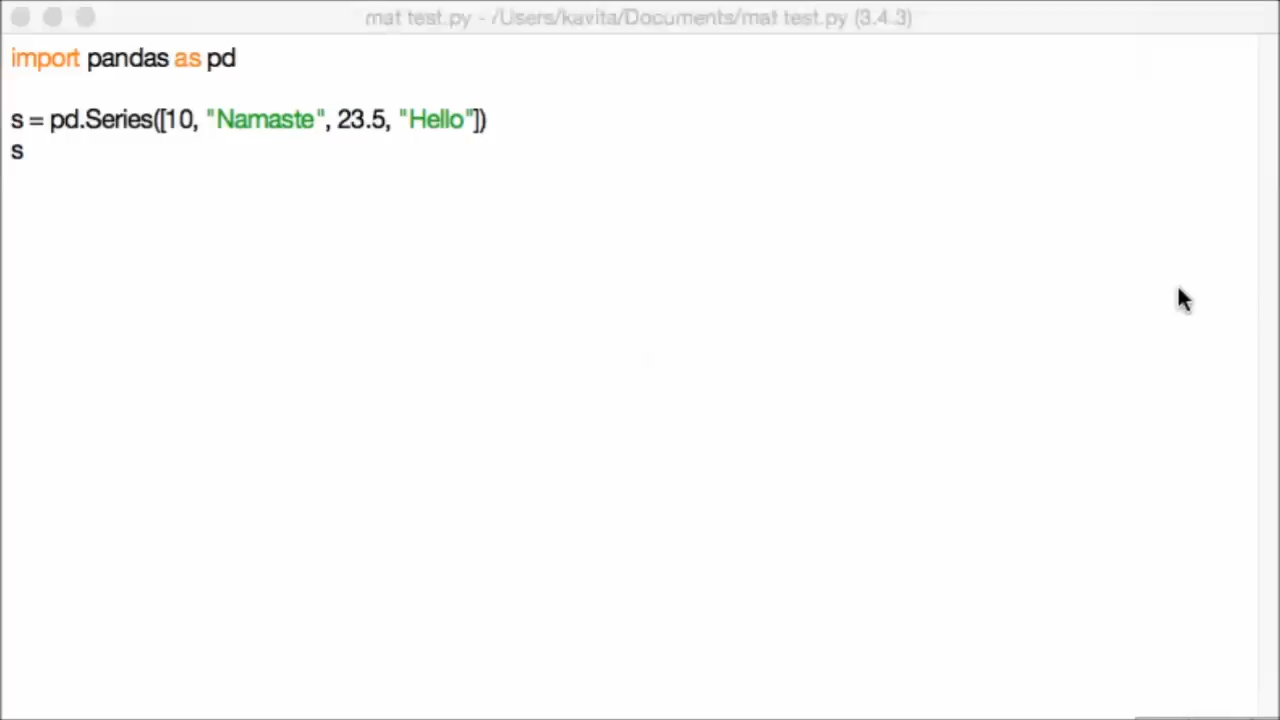 mat test.py - /Users/kavita/Documents/mat test.py (3.4.3)
import pandas as pd
s = pd.Series([10, "Namaste", 23.5, "Hello"])
s